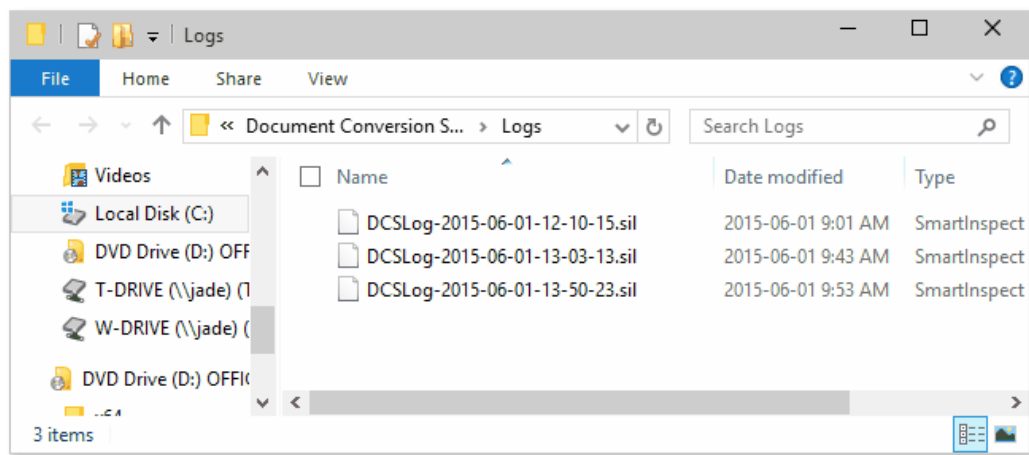 Logs
File Home Share View
« Document Conversion S... > Logs Search Logs
Name Date modified Type
Videos
Local Disk (C:)
DVD Drive (D:) OFF
T-DRIVE (\\jade) (T
W-DRIVE (\\jade) (
DVD Drive (D:) OFFIC
DCSLog-2015-06-01-12-10-15.sil 2015-06-01 9:01 AM SmartInspect
DCSLog-2015-06-01-13-03-13.sil 2015-06-01 9:43 AM SmartInspect
DCSLog-2015-06-01-13-50-23.sil 2015-06-01 9:53 AM SmartInspect
3 items